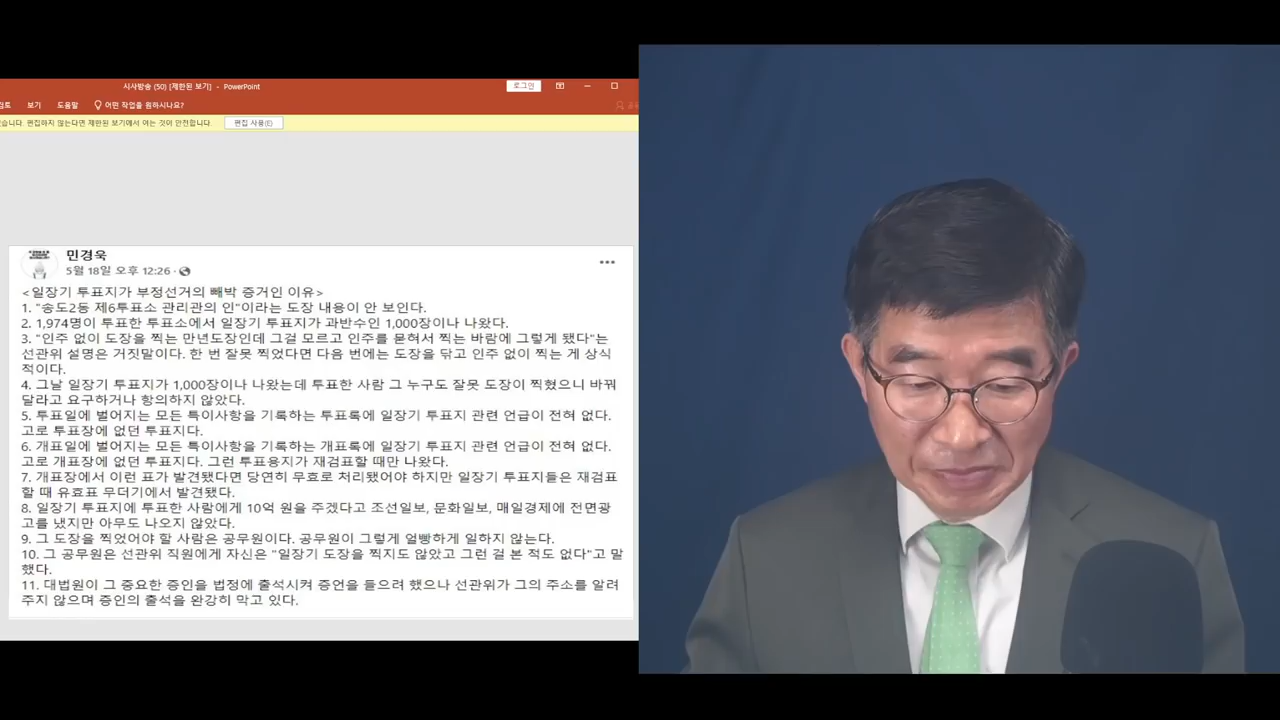 시사방송 (50) [제한된 보기] - PowerPoint
로그인
검토 보기 도움말 어떤 작업을 원하시나요?
편집하지 않는다면 제한된 보기에서 여는 것이 안전합니다. 편집 사용(E)
민경욱
5월 18일 오후 12:26 ·
<일장기 투표지가 부정선거의 빼박 증거인 이유>
1. "송도2동 제6투표소 관리관의 인"이라는 도장 내용이 안 보인다.
2. 1,974명이 투표한 투표소에서 일장기 투표지가 과반수인 1,000장이나 나왔다.
3. "인주 없이 도장을 찍는 만년도장인데 그걸 모르고 인주를 묻혀서 찍는 바람에 그렇게 됐다"는
선관위 설명은 거짓말이다. 한 번 잘못 찍었다면 다음 번에는 도장을 닦고 인주 없이 찍는 게 상식
적이다.
4. 그날 일장기 투표지가 1,000장이나 나왔는데 투표한 사람 그 누구도 잘못 도장이 찍혔으니 바꿔
달라고 요구하거나 항의하지 않았다.
5. 투표일에 벌어지는 모든 특이사항을 기록하는 투표록에 일장기 투표지 관련 언급이 전혀 없다.
고로 투표장에 없던 투표지다.
6. 개표일에 벌어지는 모든 특이사항을 기록하는 개표록에 일장기 투표지 관련 언급이 전혀 없다.
고로 개표장에 없던 투표지다. 그런 투표용지가 재검표할 때만 나왔다.
7. 개표장에서 이런 표가 발견됐다면 당연히 무효로 처리됐어야 하지만 일장기 투표지들은 재검표
할 때 유효표 무더기에서 발견됐다.
8. 일장기 투표지에 투표한 사람에게 10억 원을 주겠다고 조선일보, 문화일보, 매일경제에 전면광
고를 냈지만 아무도 나오지 않았다.
9. 그 도장을 찍었어야 할 사람은 공무원이다. 공무원이 그렇게 얼빵하게 일하지 않는다.
10. 그 공무원은 선관위 직원에게 자신은 "일장기 도장을 찍지도 않았고 그런 걸 본 적도 없다"고 말
했다.
11. 대법원이 그 중요한 증인을 법정에 출석시켜 증언을 들으려 했으나 선관위가 그의 주소를 알려
주지 않으며 증인의 출석을 완강히 막고 있다.